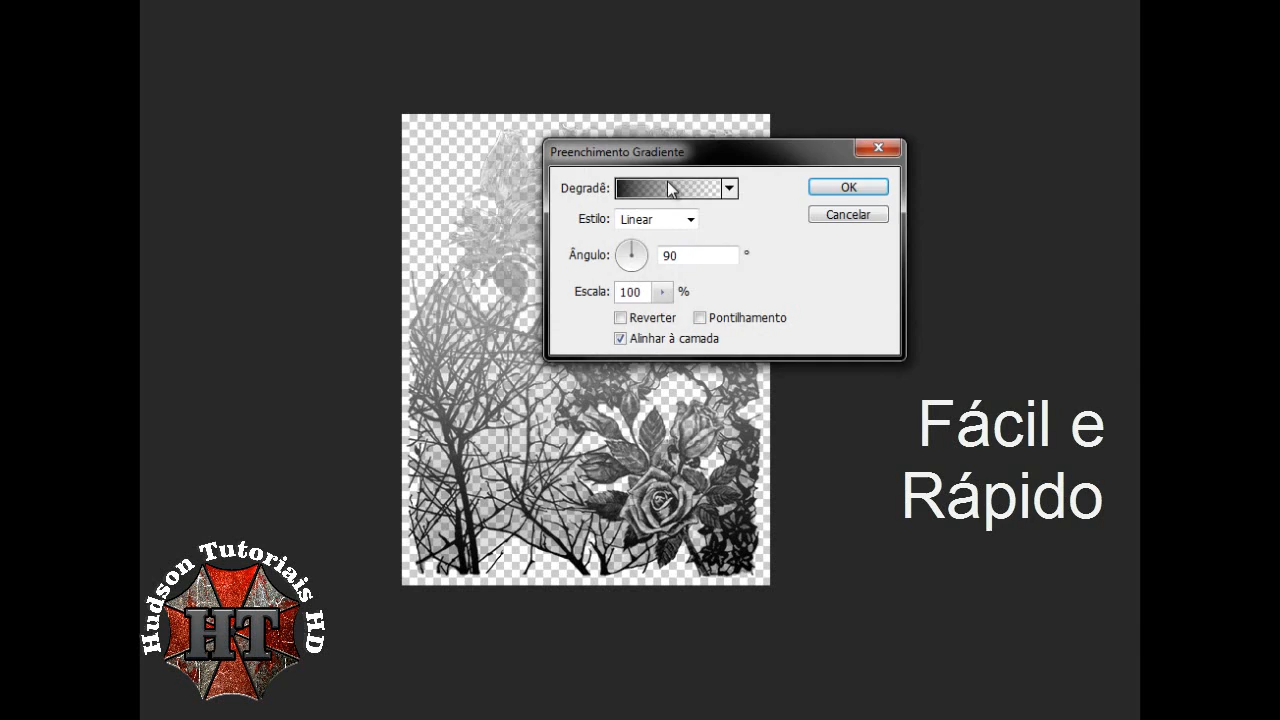 Preenchimento Gradiente
Degradê:
OK
Estilo: Linear
Cancelar
Ângulo: 90 °
Escala: 100 %
Reverter Pontilhamento
Alinhar à camada
Fácil e
Rápido
Hudson Tutoriais HD
HT